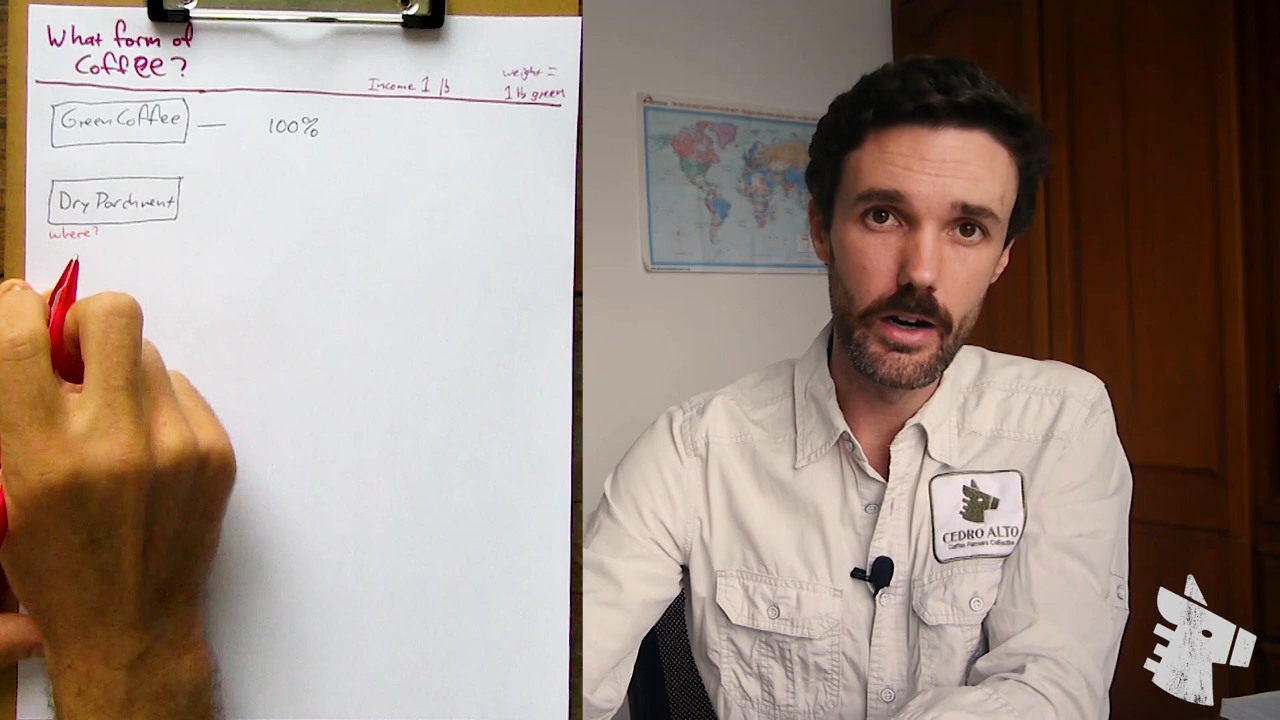 What form of
Coffee?
Income 1 lb
weight =
1 lb green
Green Coffee — 100%
Dry Parchment
where?
CEDRO ALTO
Coffee Farmers Collective